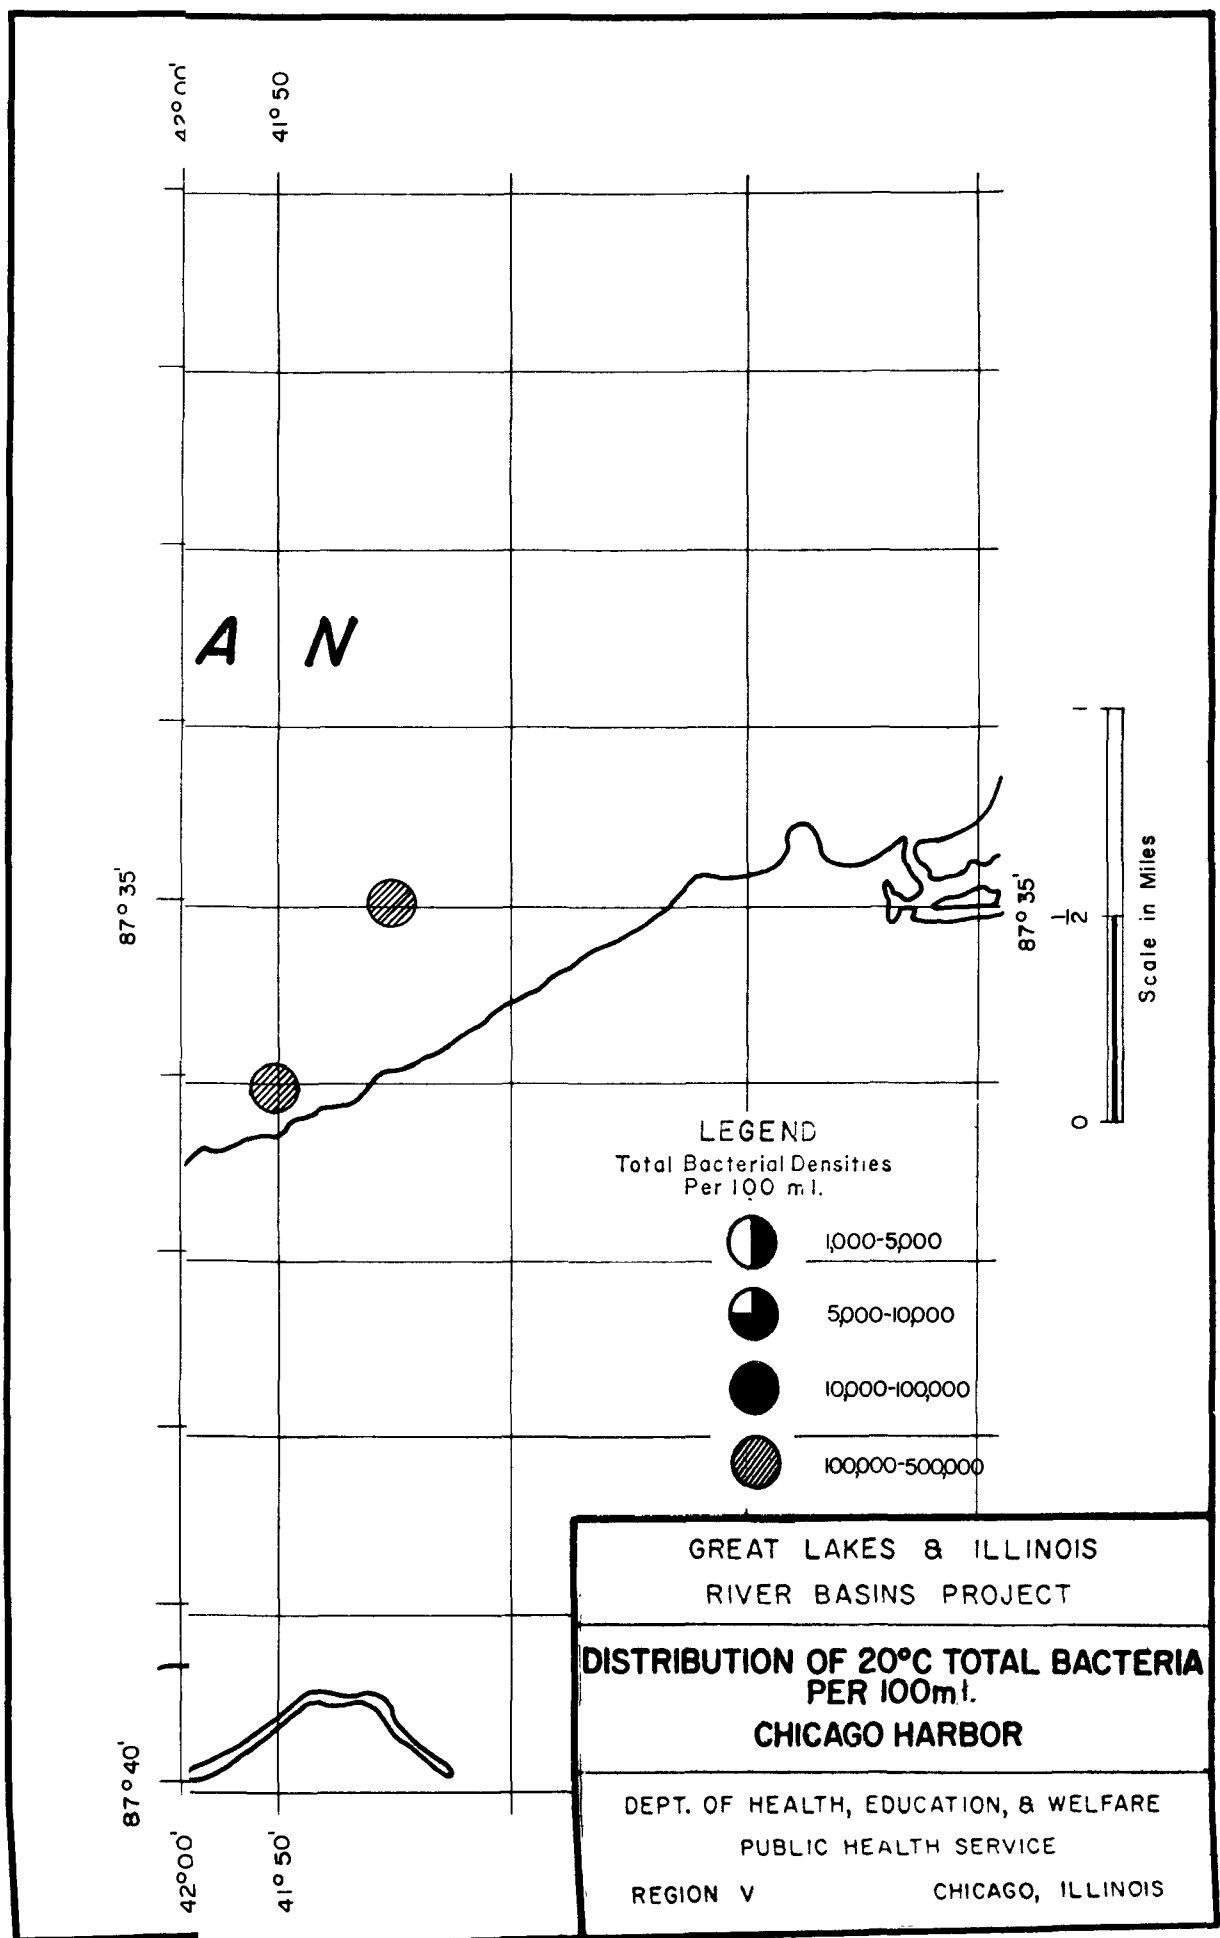 42°00'
41° 50
A N
87° 35'
87° 35'
1
1/2
0
Scale in Miles
LEGEND
Total Bacterial Densities
Per 100 ml.
1,000-5,000
5,000-10,000
10,000-100,000
100,000-500,000
87° 40'
42°00'
41° 50'
GREAT LAKES & ILLINOIS
RIVER BASINS PROJECT
DISTRIBUTION OF 20°C TOTAL BACTERIA
PER 100ml.
CHICAGO HARBOR
DEPT. OF HEALTH, EDUCATION, & WELFARE
PUBLIC HEALTH SERVICE
REGION V CHICAGO, ILLINOIS